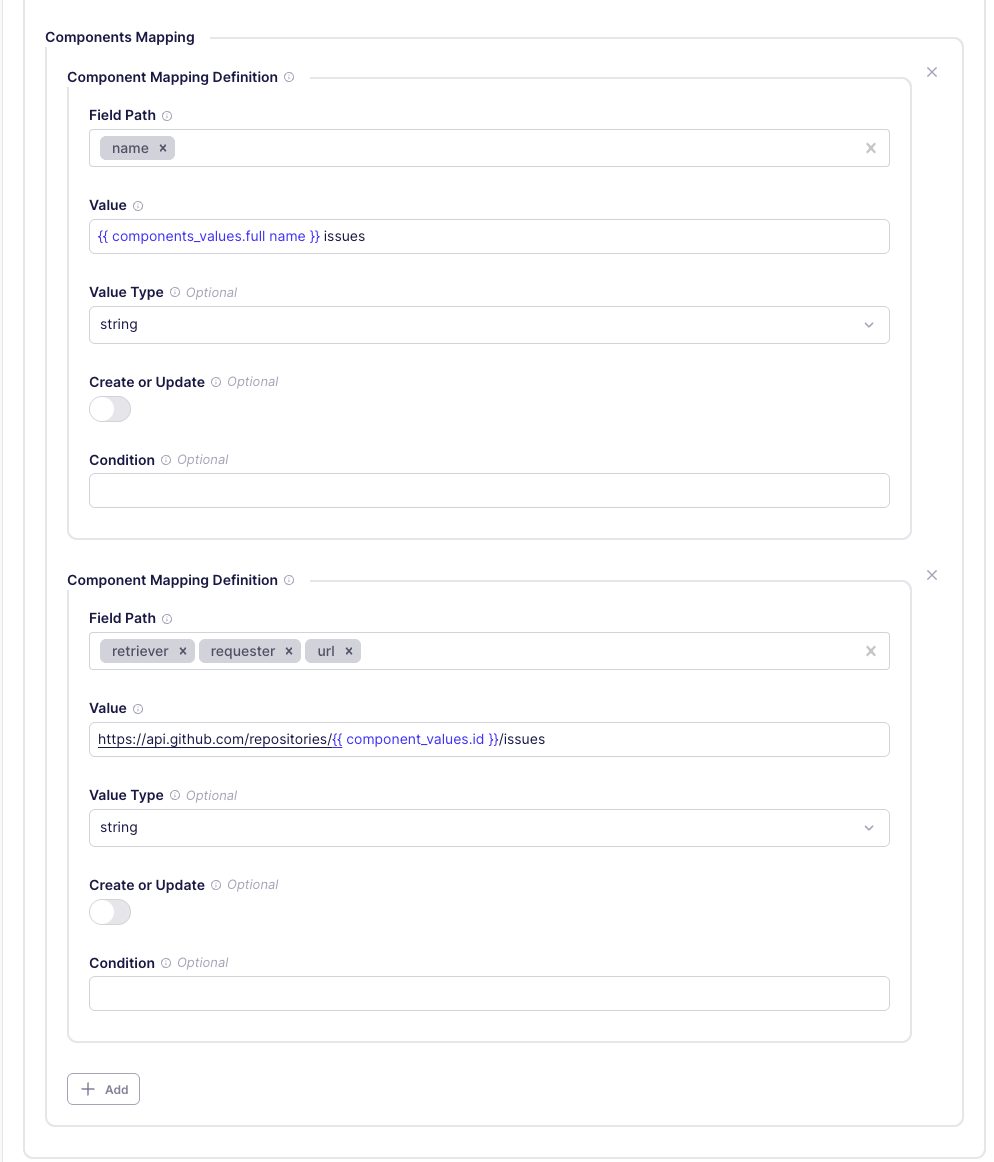 Components Mapping
Component Mapping Definition
Field Path
name
Value
{{ components_values.full name }} issues
Value Type Optional
string
Create or Update Optional
Condition Optional
Component Mapping Definition
Field Path
retriever requester url
Value
https://api.github.com/repositories/{{ component_values.id }}/issues
Value Type Optional
string
Create or Update Optional
Condition Optional
Add